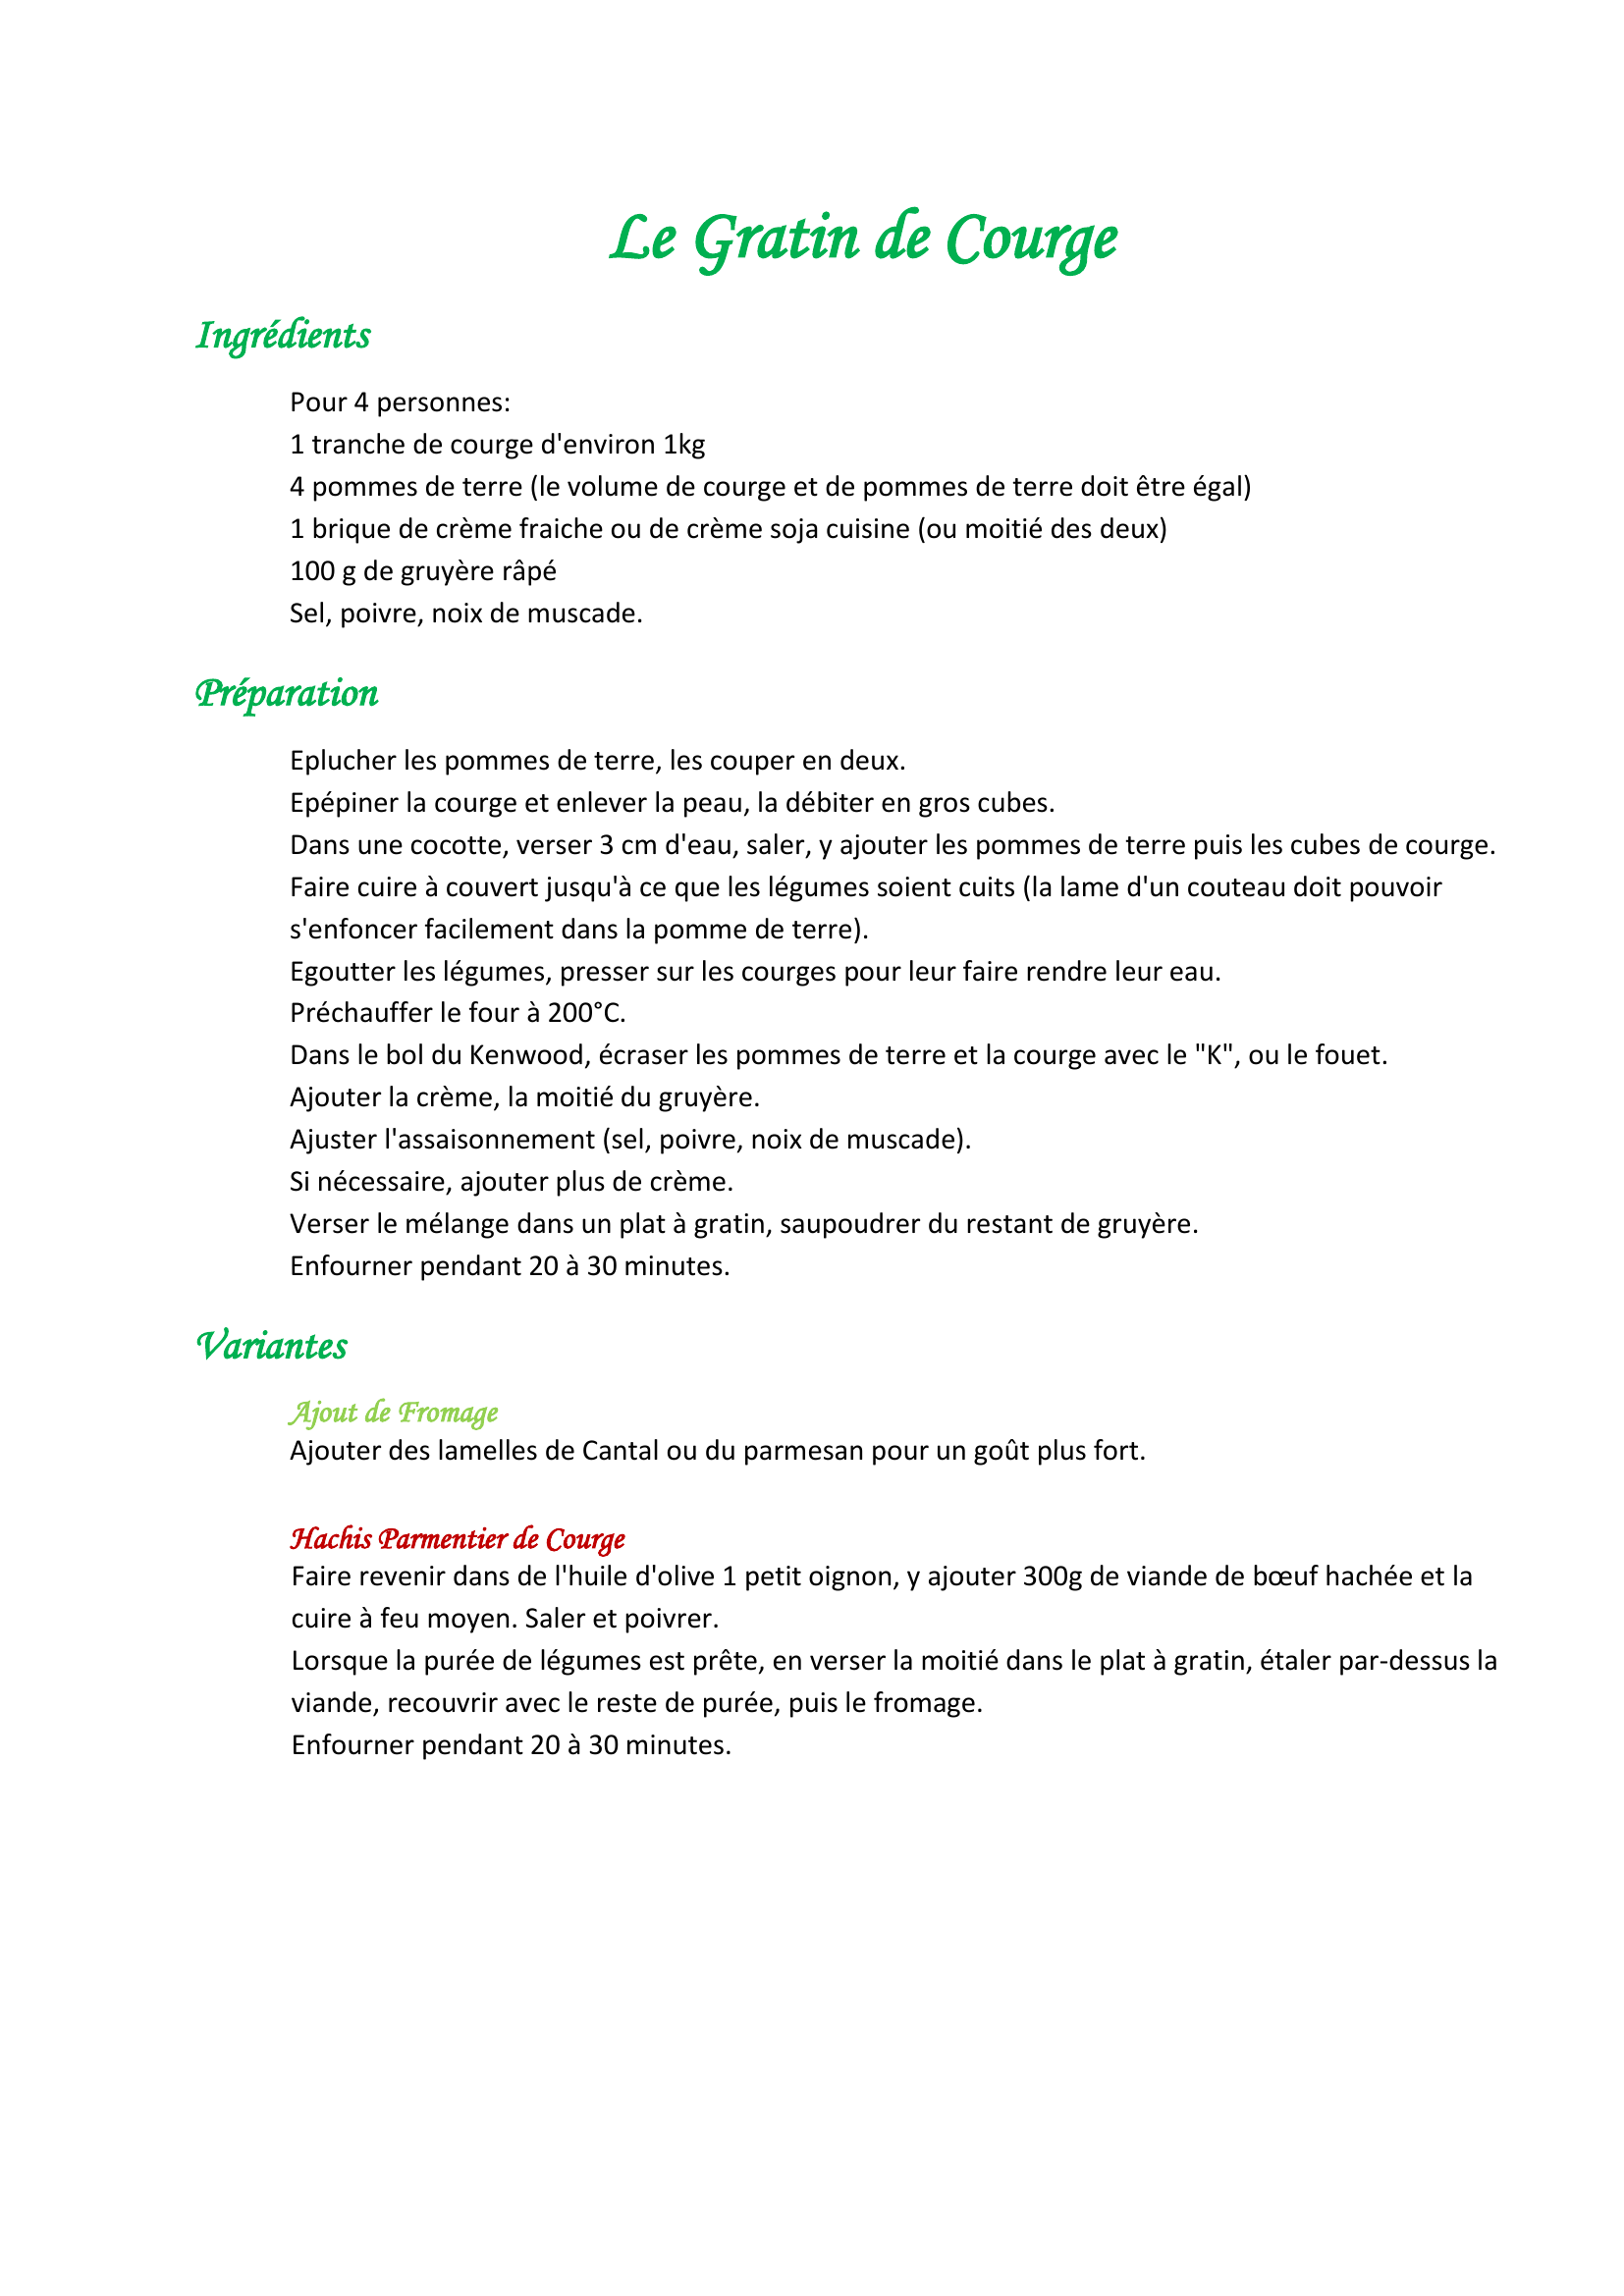 Le Gratin de Courge
Ingrédients
Pour 4 personnes:
1 tranche de courge d'environ 1kg
4 pommes de terre (le volume de courge et de pommes de terre doit être égal)
1 brique de crème fraiche ou de crème soja cuisine (ou moitié des deux)
100 g de gruyère râpé
Sel, poivre, noix de muscade.
Préparation
Eplucher les pommes de terre, les couper en deux.
Epépiner la courge et enlever la peau, la débiter en gros cubes.
Dans une cocotte, verser 3 cm d'eau, saler, y ajouter les pommes de terre puis les cubes de courge.
Faire cuire à couvert jusqu'à ce que les légumes soient cuits (la lame d'un couteau doit pouvoir
s'enfoncer facilement dans la pomme de terre).
Egoutter les légumes, presser sur les courges pour leur faire rendre leur eau.
Préchauffer le four à 200°C.
Dans le bol du Kenwood, écraser les pommes de terre et la courge avec le "K", ou le fouet.
Ajouter la crème, la moitié du gruyère.
Ajuster l'assaisonnement (sel, poivre, noix de muscade).
Si nécessaire, ajouter plus de crème.
Verser le mélange dans un plat à gratin, saupoudrer du restant de gruyère.
Enfourner pendant 20 à 30 minutes.
Variantes
Ajout de Fromage
Ajouter des lamelles de Cantal ou du parmesan pour un goût plus fort.
Hachis Parmentier de Courge
Faire revenir dans de l'huile d'olive 1 petit oignon, y ajouter 300g de viande de bœuf hachée et la
cuire à feu moyen. Saler et poivrer.
Lorsque la purée de légumes est prête, en verser la moitié dans le plat à gratin, étaler par-dessus la
viande, recouvrir avec le reste de purée, puis le fromage.
Enfourner pendant 20 à 30 minutes.